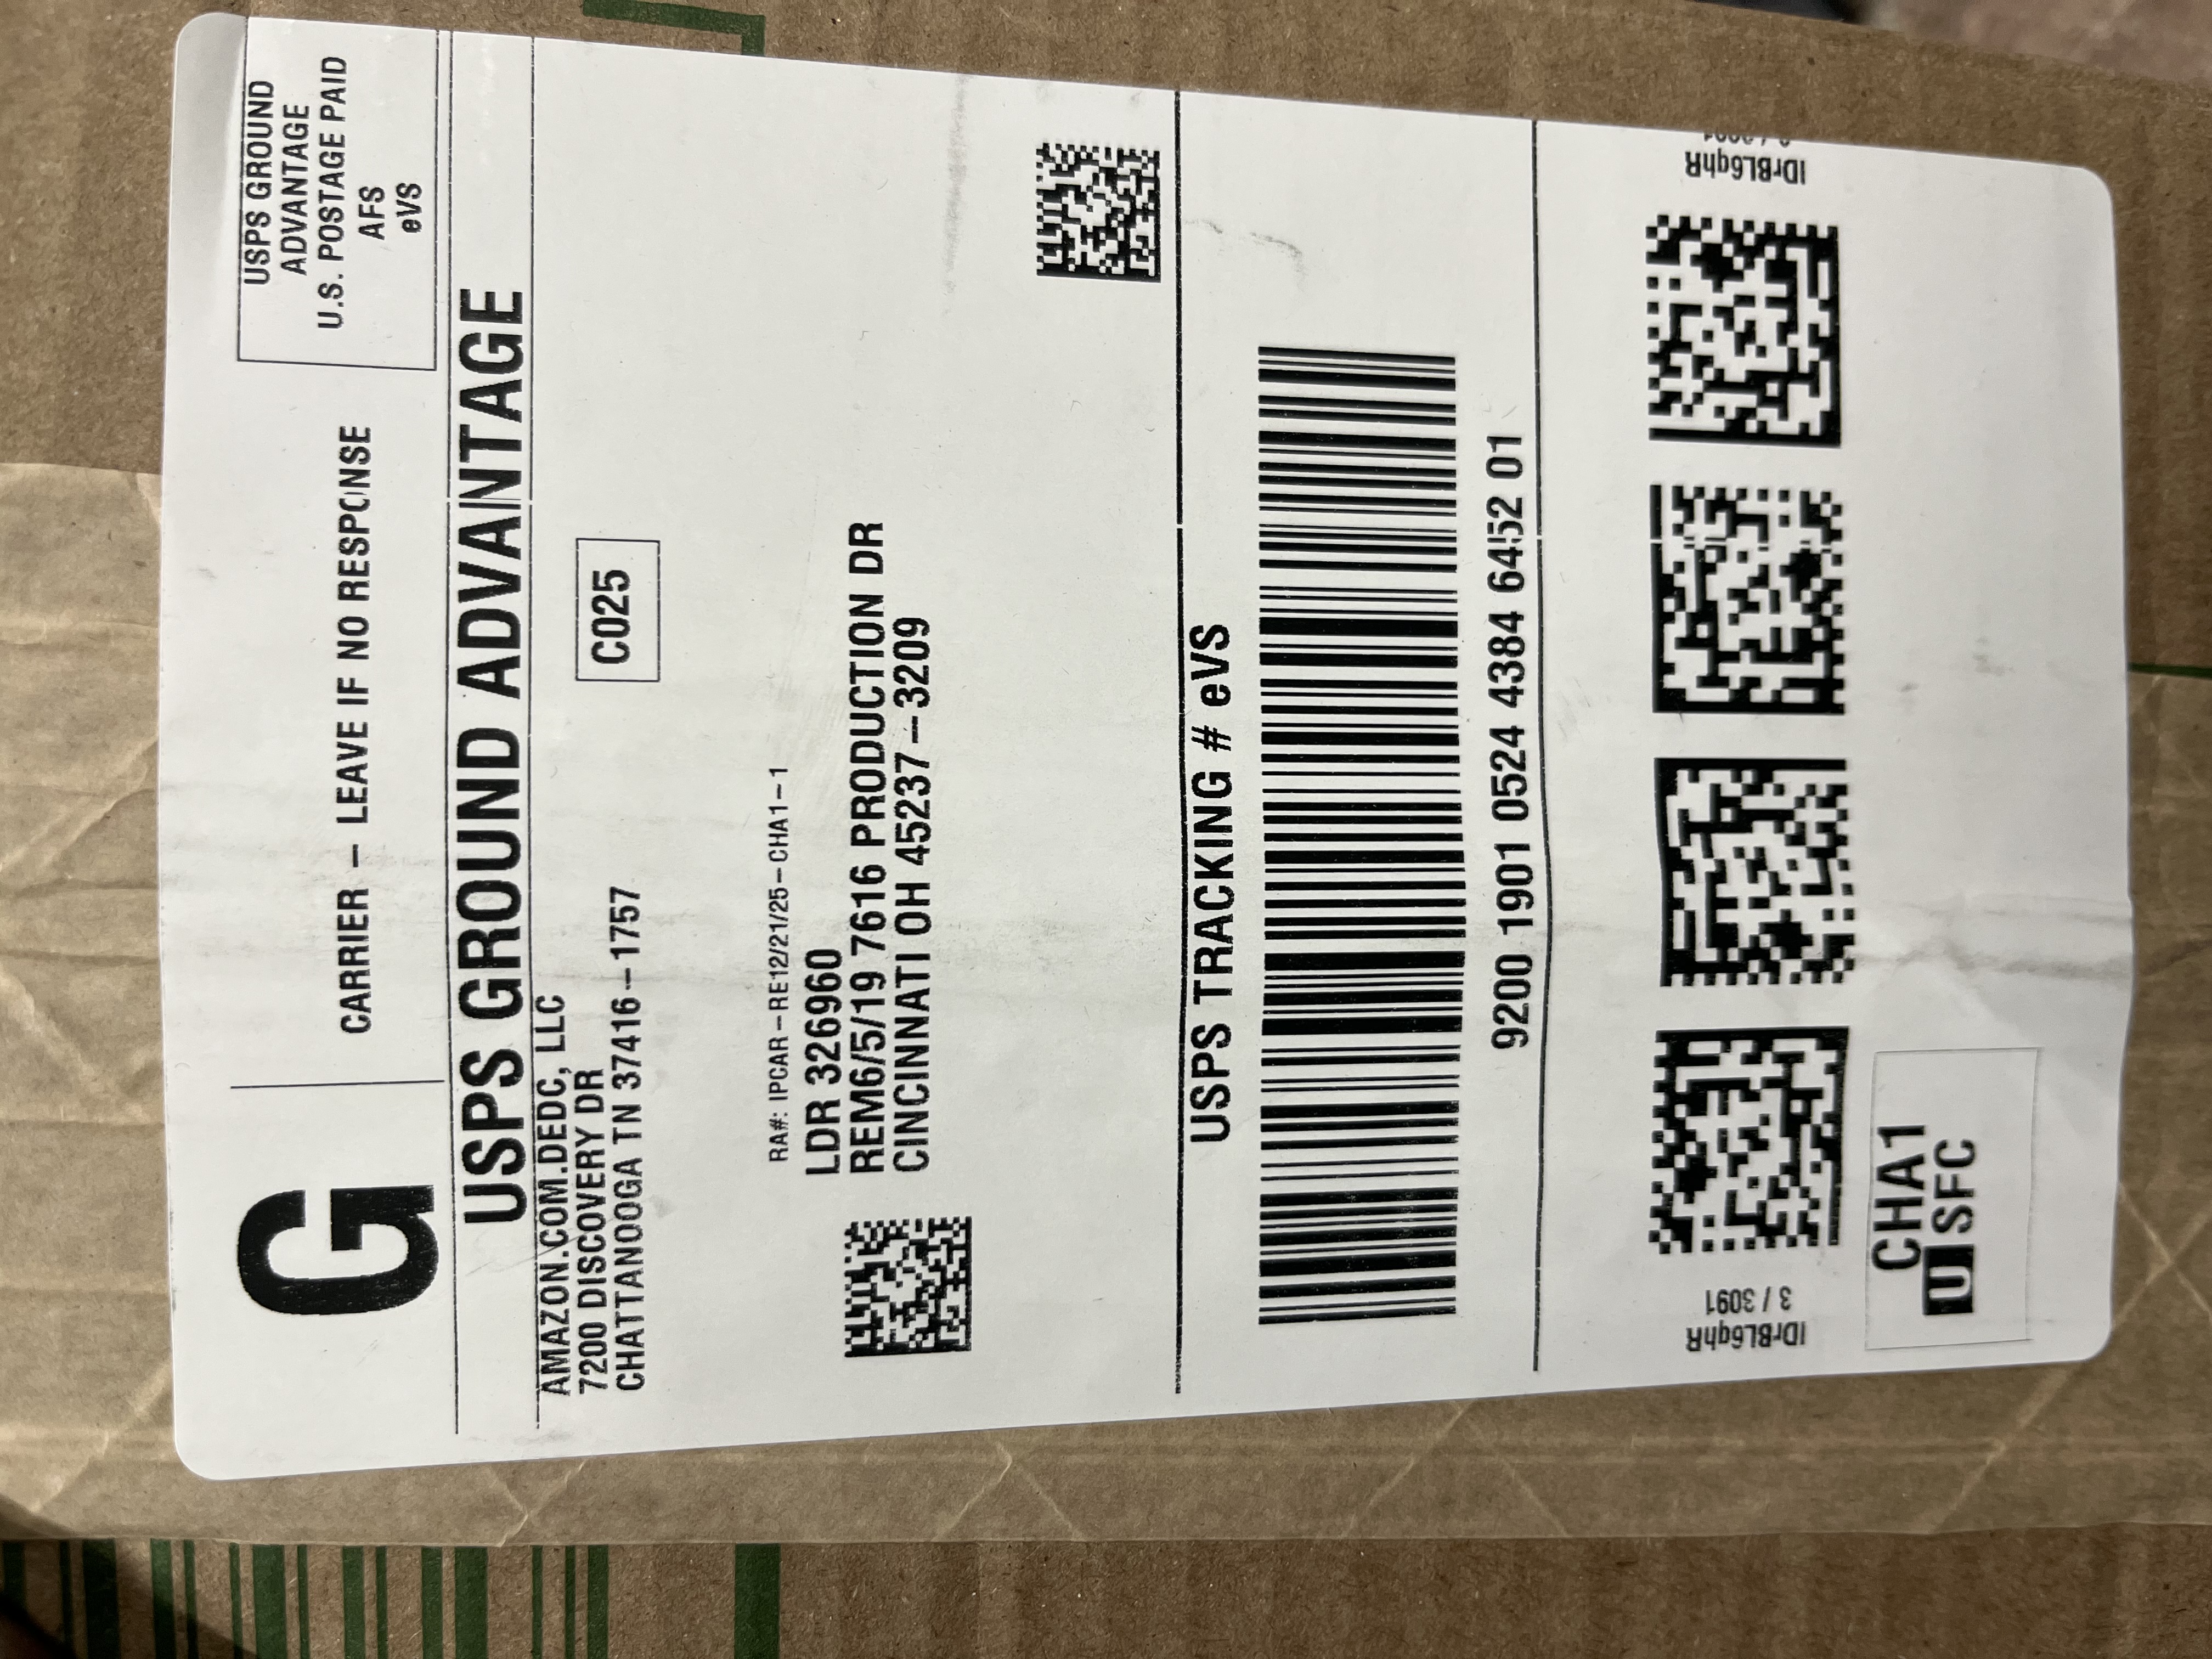 G
CARRIER – LEAVE IF NO RESPONSE
USPS GROUND
ADVANTAGE
U.S. POSTAGE PAID
AFS
eVS
USPS GROUND ADVANTAGE
AMAZON.COM.DEDC, LLC
7200 DISCOVERY DR
CHATTANOOGA TN 37416–1757
C025
RA#: IPCAR–RE12/21/25–CHA1–1
LDR 326960
REM6/5/19 7616 PRODUCTION DR
CINCINNATI OH 45237–3209
USPS TRACKING # eVS
9200 1901 0524 4384 6452 01
IDrBL6qhR
3 / 3091
IDrBL6qhR
CHA1
U SFC